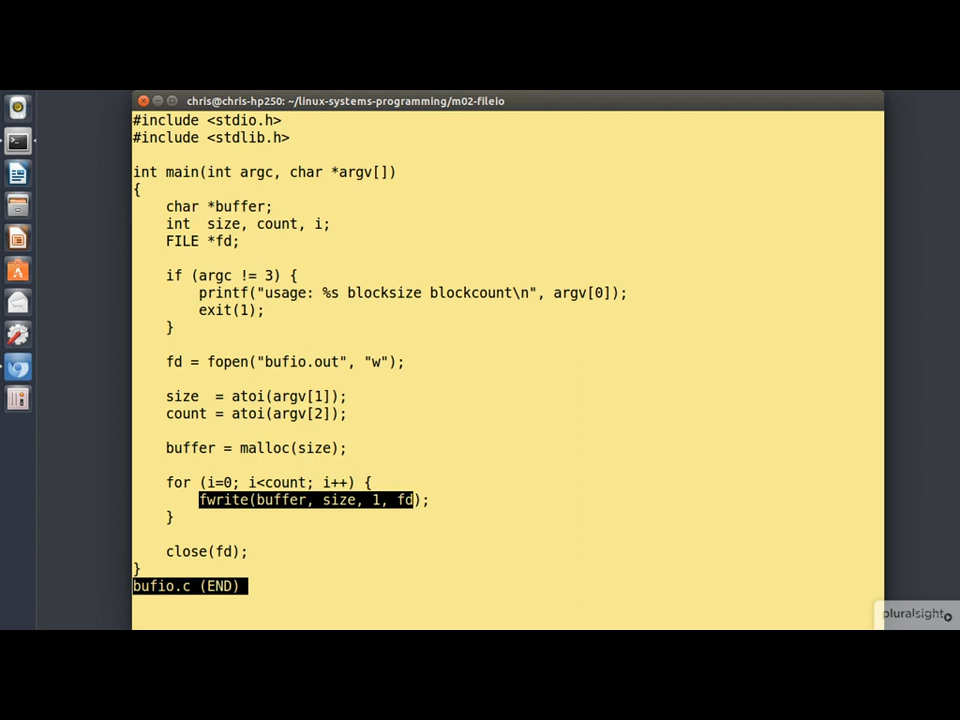 chris@chris-hp250: ~/linux-systems-programming/m02-fileio
#include <stdio.h>
#include <stdlib.h>
int main(int argc, char *argv[])
{
    char *buffer;
    int  size, count, i;
    FILE *fd;
    if (argc != 3) {
        printf("usage: %s blocksize blockcount\n", argv[0]);
        exit(1);
    }
    fd = fopen("bufio.out", "w");
    size  = atoi(argv[1]);
    count = atoi(argv[2]);
    buffer = malloc(size);
    for (i=0; i<count; i++) {
        fwrite(buffer, size, 1, fd);
    }
    close(fd);
}
bufio.c (END)
pluralsight